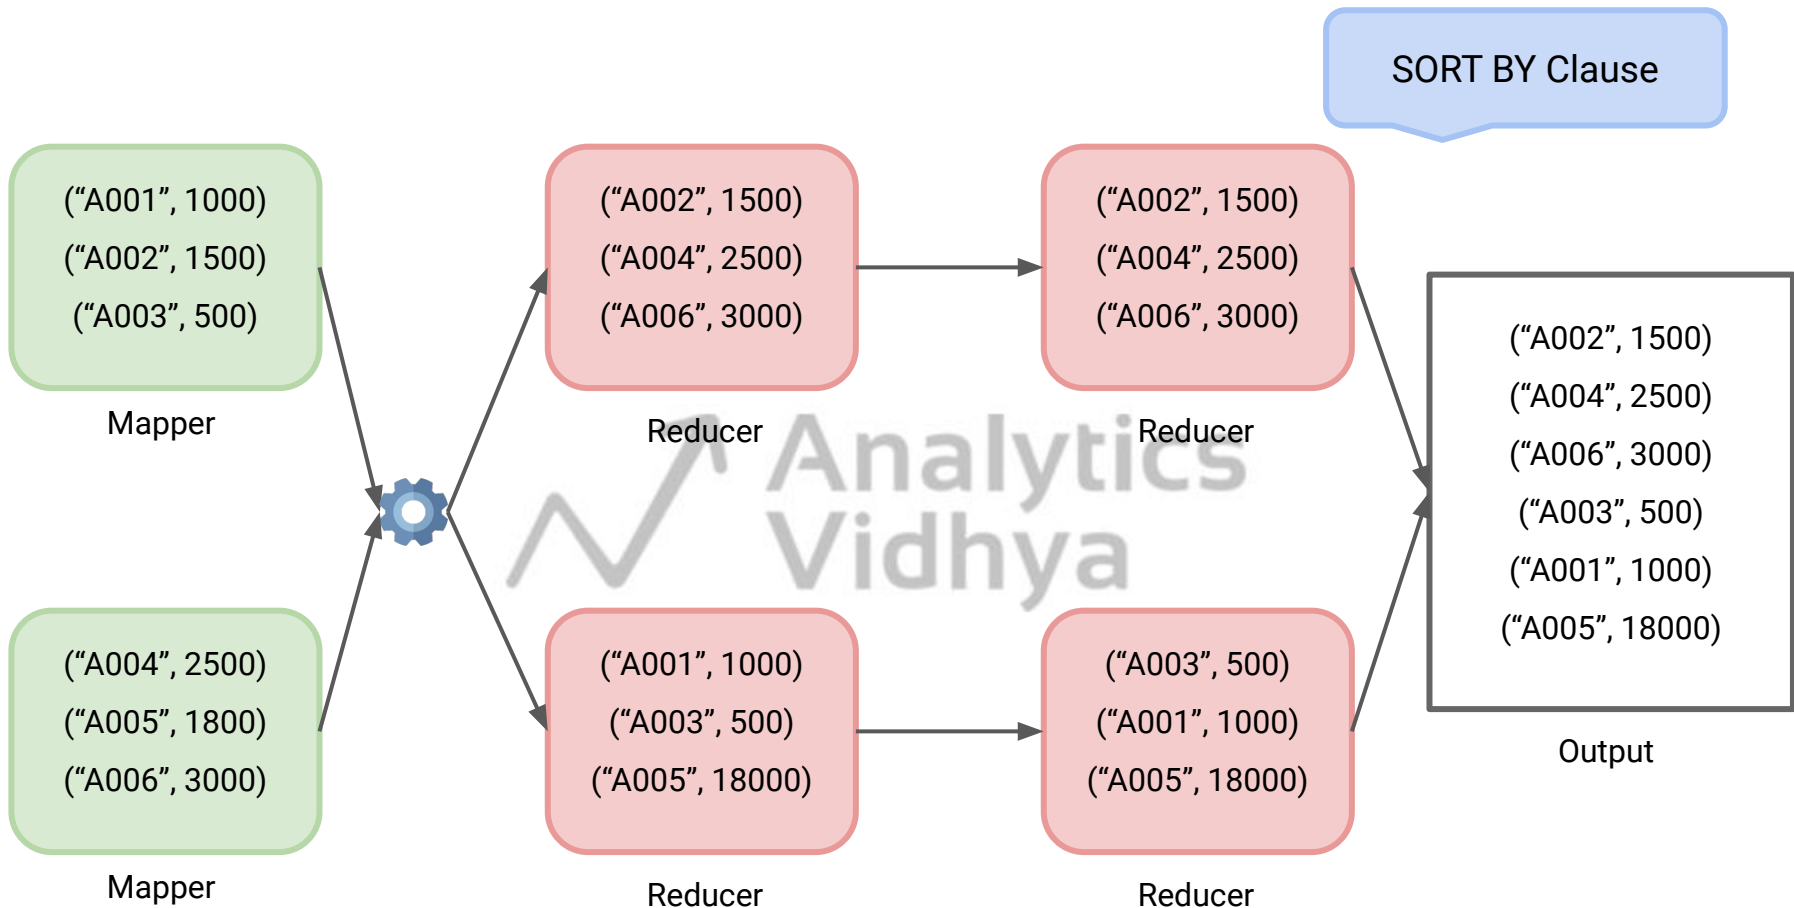 SORT BY Clause
(“A001”, 1000)
(“A002”, 1500)
(“A003”, 500)
Mapper
(“A002”, 1500)
(“A004”, 2500)
(“A006”, 3000)
Reducer
(“A002”, 1500)
(“A004”, 2500)
(“A006”, 3000)
Reducer
Analytics
Vidhya
(“A004”, 2500)
(“A005”, 1800)
(“A006”, 3000)
Mapper
(“A001”, 1000)
(“A003”, 500)
(“A005”, 18000)
Reducer
(“A003”, 500)
(“A001”, 1000)
(“A005”, 18000)
Reducer
(“A002”, 1500)
(“A004”, 2500)
(“A006”, 3000)
(“A003”, 500)
(“A001”, 1000)
(“A005”, 18000)
Output